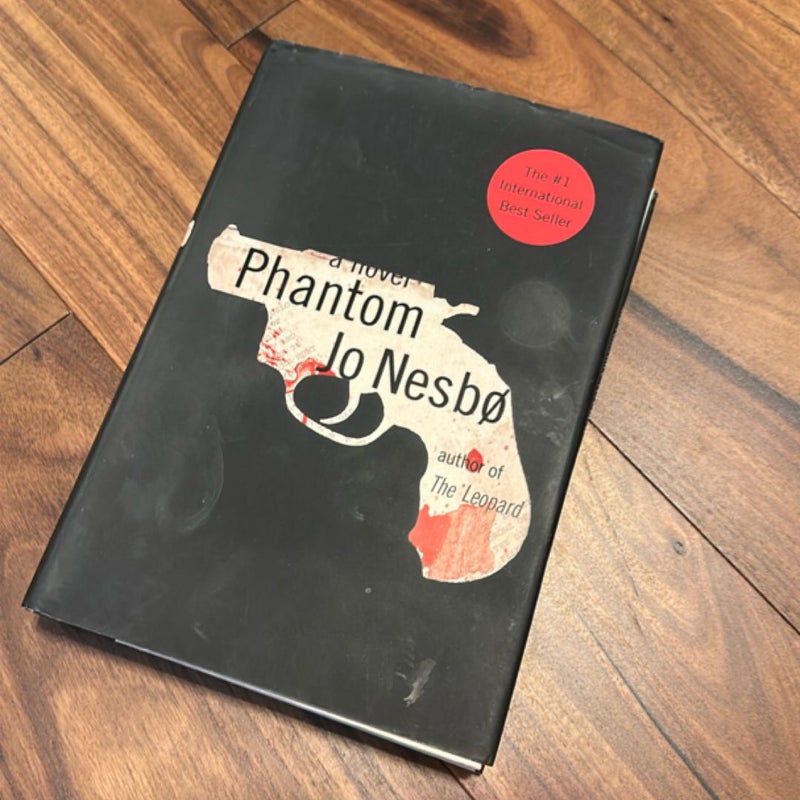 The #1
International
Best Seller
a novel
Phantom
Jo Nesbø
author of
The Leopard